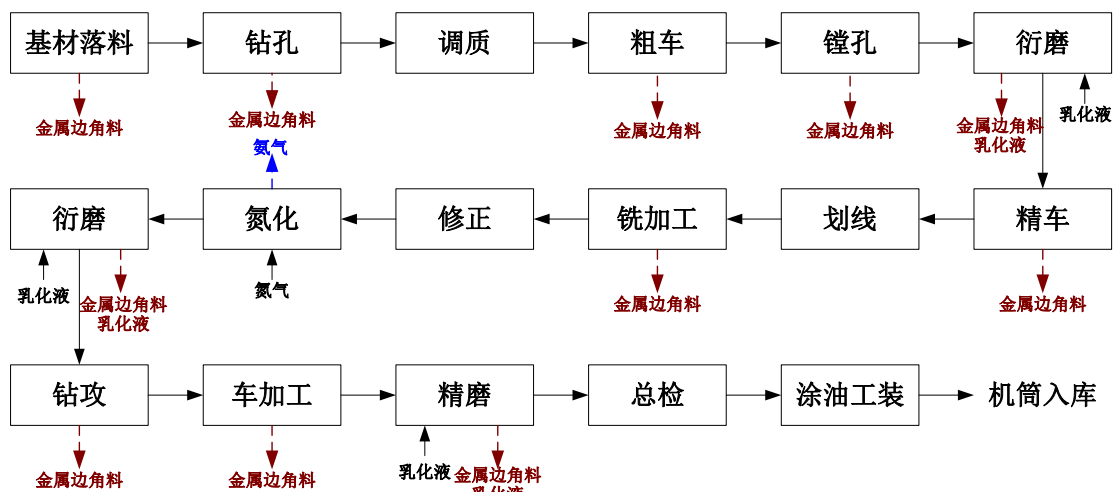 基材落料
钻孔
调质
粗车
镗孔
衍磨
金属边角料
金属边角料
金属边角料
金属边角料
金属边角料
乳化液
乳化液
氨气
衍磨
氮化
修正
铣加工
划线
精车
乳化液
金属边角料
乳化液
氮气
金属边角料
金属边角料
钻攻
车加工
精磨
总检
涂油工装
机筒入库
金属边角料
金属边角料
乳化液
金属边角料
乳化液